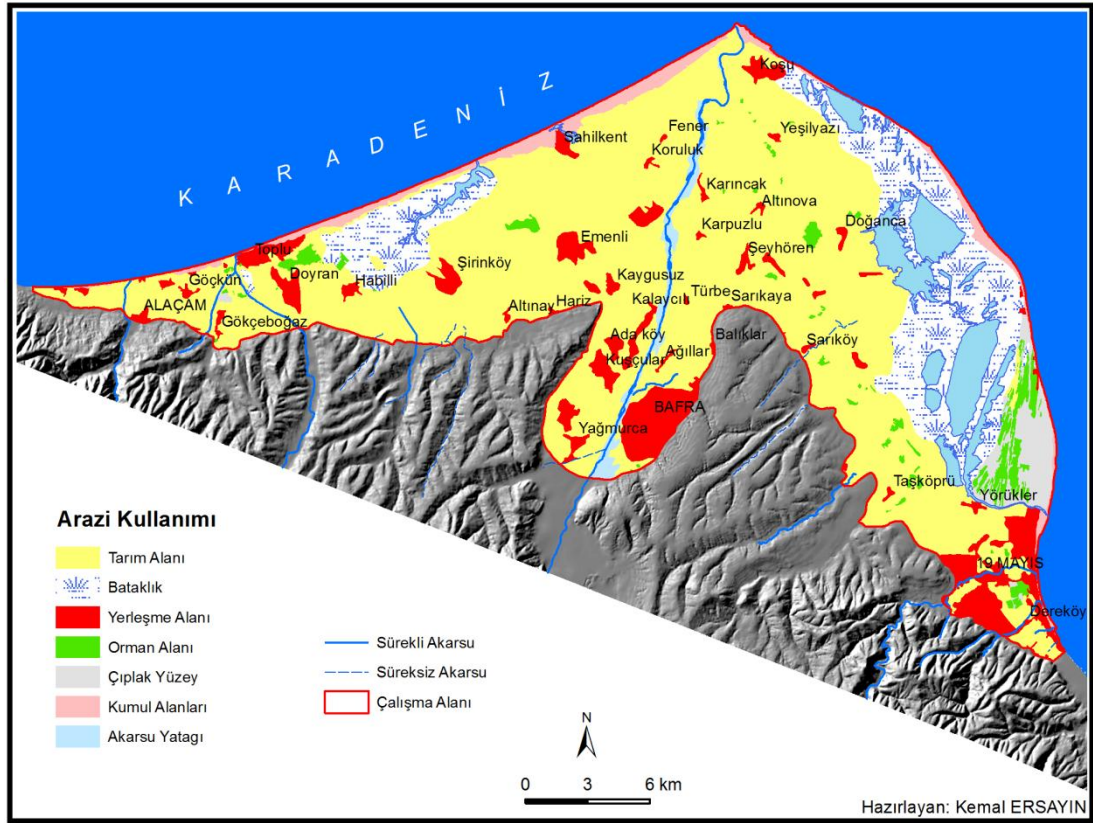 KARADENİZ
Koşu
Fener
Sahilkent
Yeşilyazı
Koruluk
Karıncak
Altınova
Doğanca
Karpuzlu
Emenli
Toplu
Şeyhören
Şirinköy
Doyran
Göçkün
Habilli
Kaygusuz
Türbe
Sarıkaya
Kalaycık
Altınay
Hariz
ALAÇAM
Gökçeboğaz
Ada köy
Balıklar
Sarıköy
Ağıllar
Kuşçular
BAFRA
Yağmurca
Taşköprü
Yörükler
19 MAYIS
Dereköy
Arazi Kullanımı
Tarım Alanı
Bataklık
Yerleşme Alanı
Orman Alanı
Çıplak Yüzey
Kumul Alanları
Akarsu Yatagı
Sürekli Akarsu
Süreksiz Akarsu
Çalışma Alanı
N
0 3 6 km
Hazırlayan: Kemal ERSAYIN